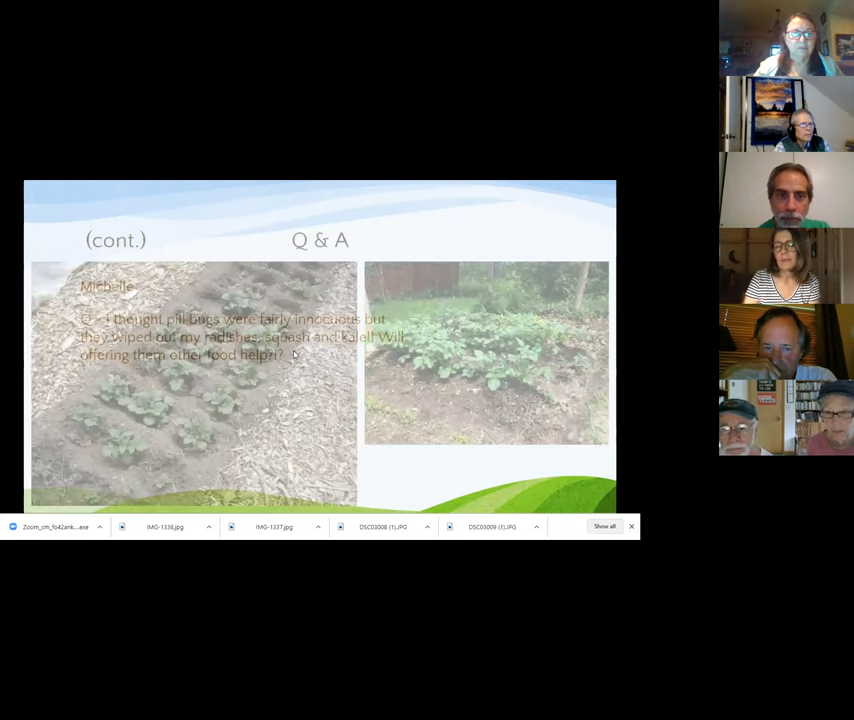 (cont.) Q & A
Michelle
Q – I thought pill bugs were fairly innocuous but
they wiped out my radishes, squash and kale!! Will
offering them other food help?!?
Zoom_cm_fo42ank....exe IMG-1338.jpg IMG-1337.jpg DSC03008 (1).JPG DSC03009 (1).JPG Show all